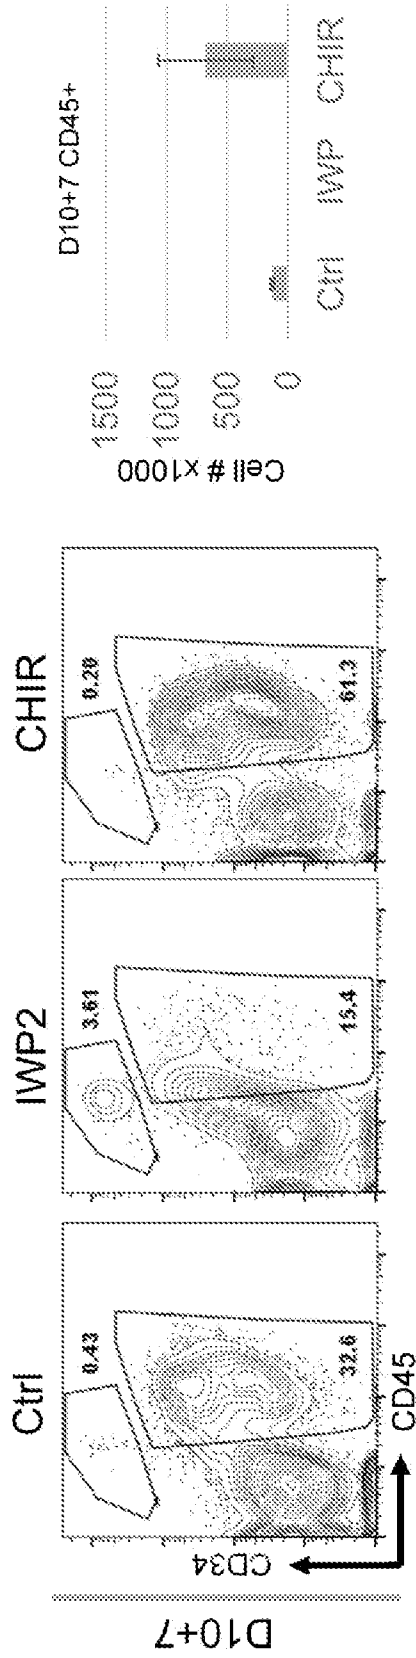 D10+7
Ctrl
IWP2
CHIR
0.43
3.61
0.20
32.6
15.4
61.3
CD34
CD45
D10+7 CD45+
Cell # x1000
1500
1000
500
0
Ctrl IWP CHIR